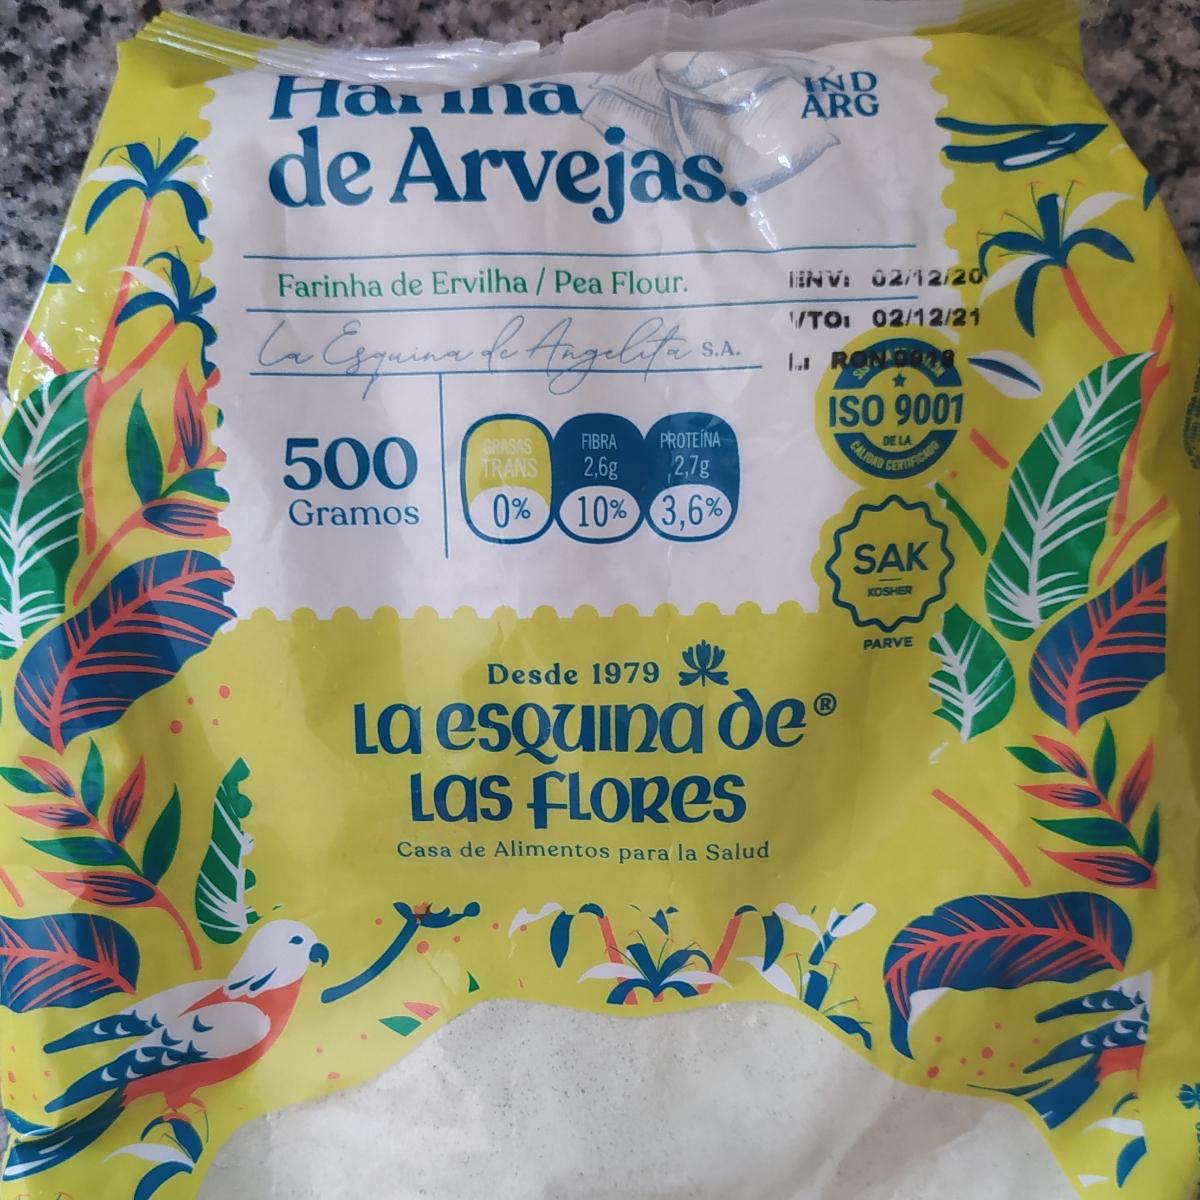 Harina
de Arvejas.
IND
ARG
Farinha de Ervilha / Pea Flour.
ENV: 02/12/20
VTO: 02/12/21
La Esquina de Angelita S.A.
L: RON
ISO 9001
DE LA
CALIDAD CERTIFICADO
500
Gramos
GRASAS
TRANS
0%
FIBRA
2,6g
10%
PROTEÍNA
2,7g
3,6%
SAK
KOSHER
PARVE
Desde 1979
La esquina de®
Las Flores
Casa de Alimentos para la Salud